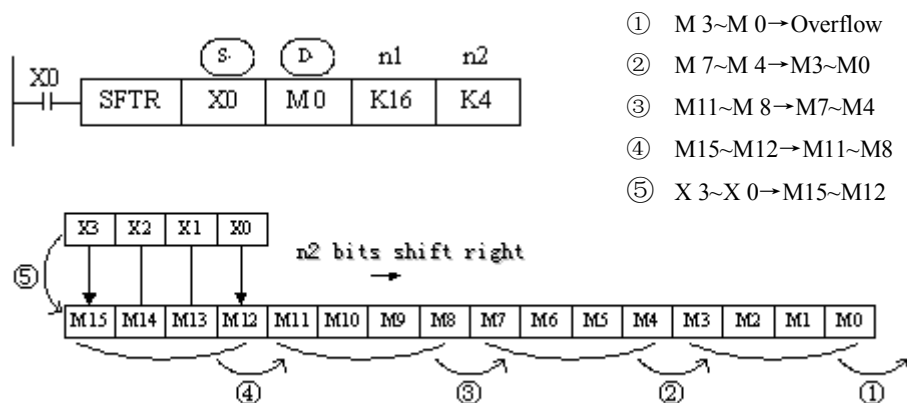 ① M 3~M 0→Overflow
S· D· n1 n2
② M 7~M 4→M3~M0
X0
SFTR X0 M0 K16 K4
③ M11~M 8→M7~M4
④ M15~M12→M11~M8
⑤ X 3~X 0→M15~M12
X3 X2 X1 X0
n2 bits shift right
⑤
M15 M14 M13 M12 M11 M10 M9 M8 M7 M6 M5 M4 M3 M2 M1 M0
④ ③ ② ①